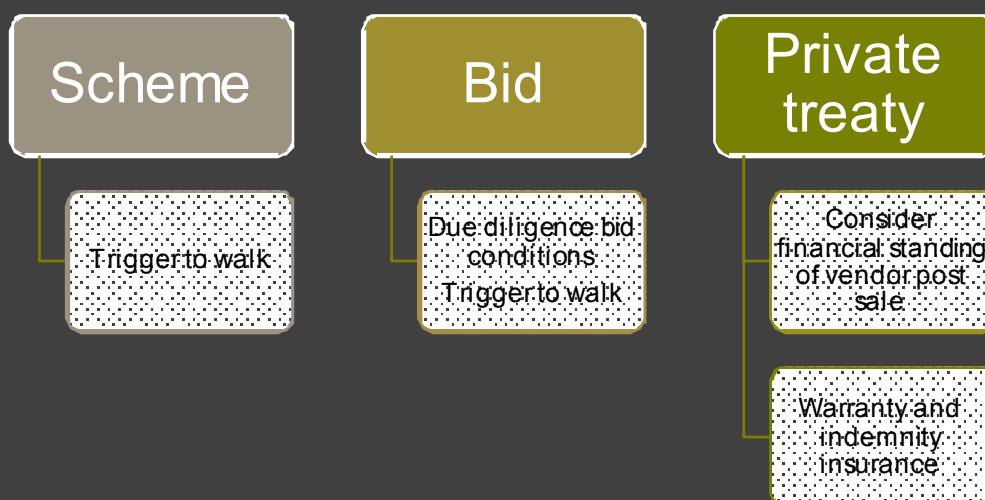 Scheme
Trigger to walk
Bid
Due diligence bid
conditions
Trigger to walk
Private
treaty
Consider
financial standing
of vendor post
sale
Warranty and
indemnity
insurance